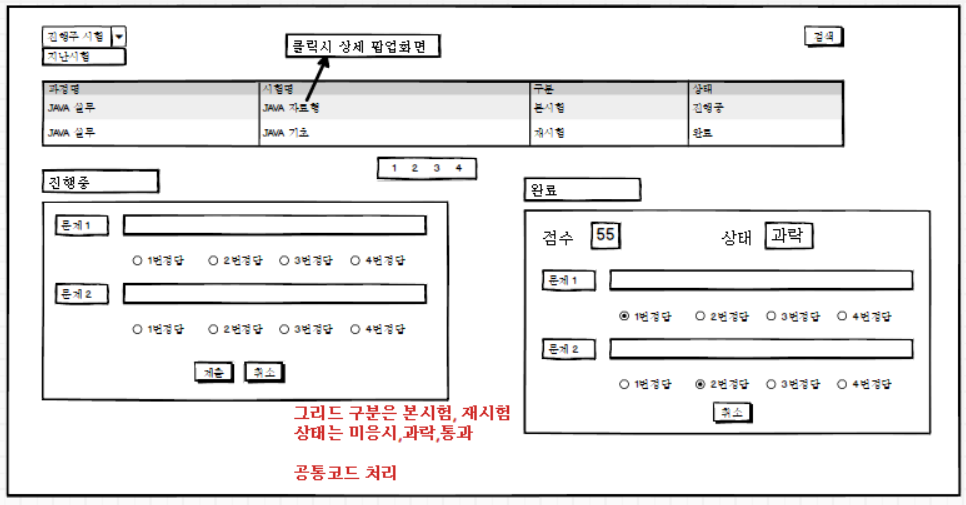 진행주 시험
검색
지난시험
클릭시 상세 팝업화면
과정명 시험명 구분 상태
JAVA 실무 JAVA 자료형 본시험 진행중
JAVA 실무 JAVA 기초 재시험 완료
1 2 3 4
진행중
문제 1
1번정답 2번정답 3번정답 4번정답
문제 2
1번정답 2번정답 3번정답 4번정답
제출 취소
완료
점수 55 상태 과락
문제 1
1번정답 2번정답 3번정답 4번정답
문제 2
1번정답 2번정답 3번정답 4번정답
취소
그리드 구분은 본시험, 재시험
상태는 미응시,과락,통과
공통코드 처리